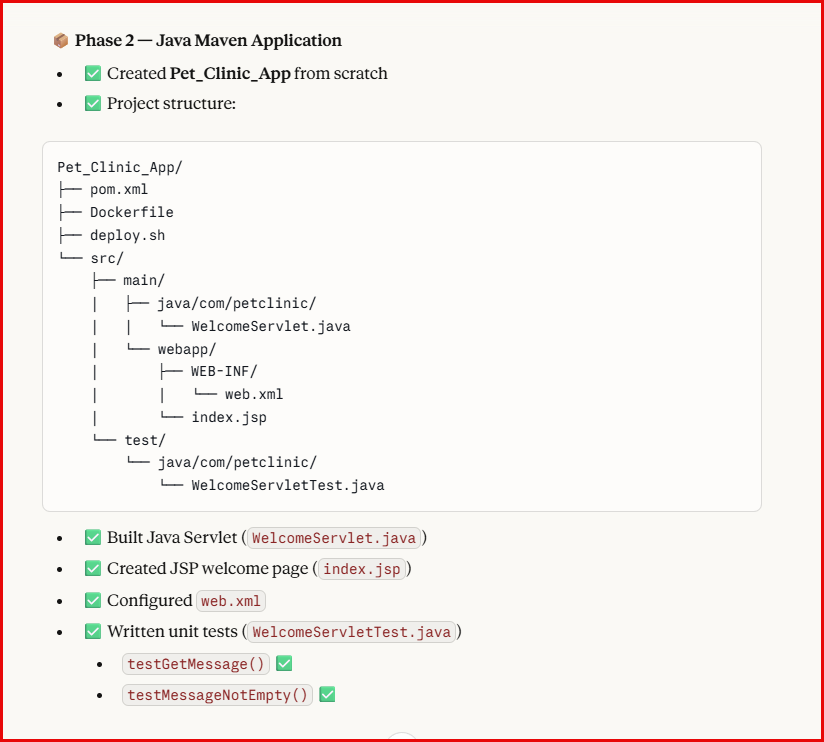 📦 Phase 2 — Java Maven Application
• ✅ Created Pet_Clinic_App from scratch
• ✅ Project structure:
Pet_Clinic_App/
├── pom.xml
├── Dockerfile
├── deploy.sh
└── src/
    ├── main/
    │   ├── java/com/petclinic/
    │   │   └── WelcomeServlet.java
    │   └── webapp/
    │       ├── WEB-INF/
    │       │   └── web.xml
    │       └── index.jsp
    └── test/
        └── java/com/petclinic/
            └── WelcomeServletTest.java
• ✅ Built Java Servlet (WelcomeServlet.java)
• ✅ Created JSP welcome page (index.jsp)
• ✅ Configured web.xml
• ✅ Written unit tests (WelcomeServletTest.java)
• testGetMessage() ✅
• testMessageNotEmpty() ✅